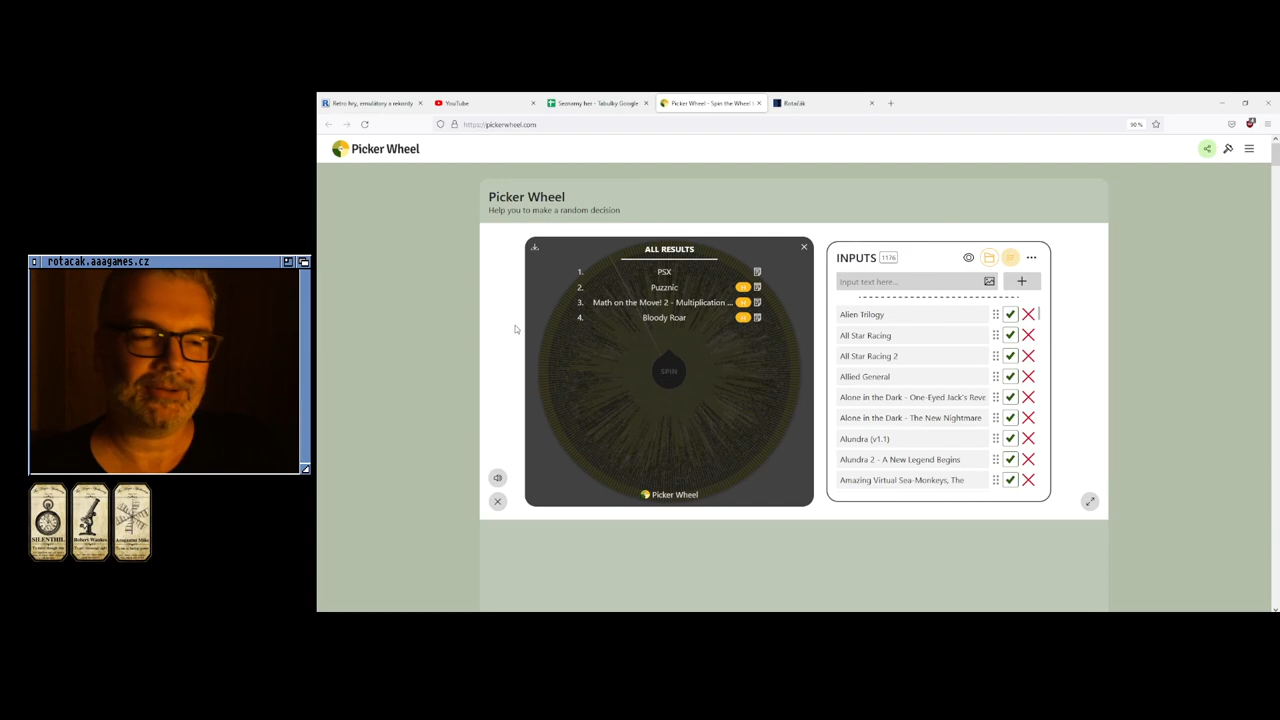 rotacak.aaagames.cz
SILENTHILL
Robert Wantkes
Aragami Mike
Retro hry, emulátory a rekordy
YouTube
Seznamy her - Tabulky Google
Picker Wheel - Spin the Wheel t
Rotačák
https://pickerwheel.com
90 %
Picker Wheel
Picker Wheel
Help you to make a random decision
ALL RESULTS
1. PSX
2. Puzznic
3. Math on the Move! 2 - Multiplication ...
4. Bloody Roar
SPIN
Picker Wheel
INPUTS 1176
Input text here...
Alien Trilogy
All Star Racing
All Star Racing 2
Allied General
Alone in the Dark - One-Eyed Jack's Reve
Alone in the Dark - The New Nightmare
Alundra (v1.1)
Alundra 2 - A New Legend Begins
Amazing Virtual Sea-Monkeys, The